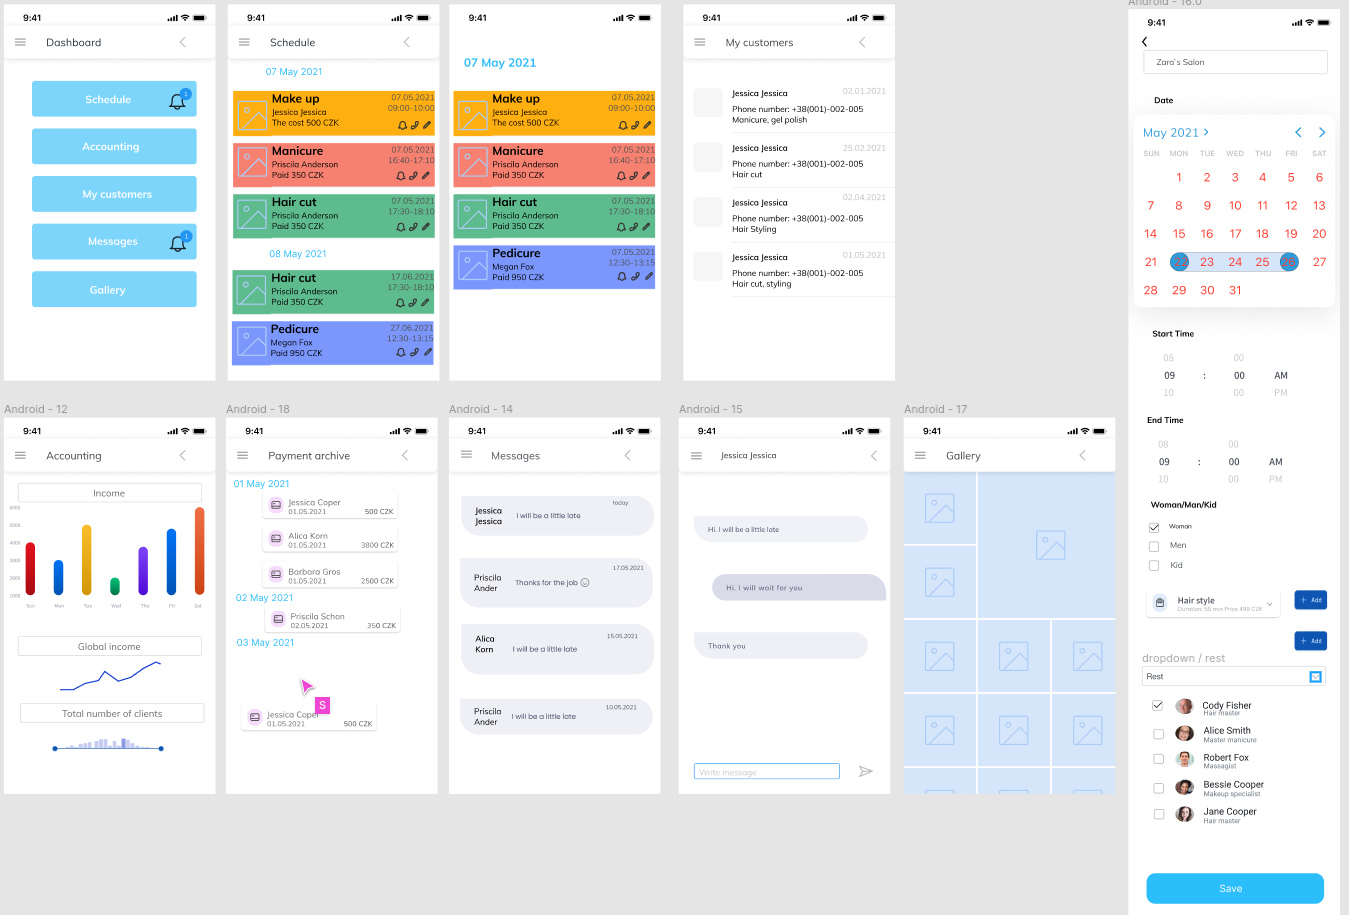 9:41
Dashboard
Schedule
1
Accounting
My customers
Messages
1
Gallery
9:41
Schedule
07 May 2021
Make up
07.05.2021
Jessica Jessica
09:00-10:00
The cost 500 CZK
Manicure
07.05.2021
Priscila Anderson
16:40-17:10
Paid 350 CZK
Hair cut
07.05.2021
Priscila Anderson
17:30-18:10
Paid 350 CZK
08 May 2021
Hair cut
17.06.2021
Priscila Anderson
17:30-18:10
Paid 350 CZK
Pedicure
27.06.2021
Megan Fox
12:30-13:15
Paid 950 CZK
9:41
07 May 2021
Make up
07.05.2021
Jessica Jessica
09:00-10:00
The cost 500 CZK
Manicure
07.05.2021
Priscila Anderson
16:40-17:10
Paid 350 CZK
Hair cut
07.05.2021
Priscila Anderson
17:30-18:10
Paid 350 CZK
Pedicure
07.05.2021
Megan Fox
12:30-13:15
Paid 950 CZK
9:41
My customers
Jessica Jessica
02.01.2021
Phone number: +38(001)-002-005
Manicure, gel polish
Jessica Jessica
25.02.2021
Phone number: +38(001)-002-005
Hair cut
Jessica Jessica
02.04.2021
Phone number: +38(001)-002-005
Hair Styling
Jessica Jessica
01.05.2021
Phone number: +38(001)-002-005
Hair cut, styling
Android - 16.0
9:41
Zara`s Salon
Date
May 2021
SUN MON TUE WED THU FRI SAT
1 2 3 4 5 6
7 8 9 10 11 12 13
14 15 16 17 18 19 20
21 22 23 24 25 26 27
28 29 30 31
Start Time
08 00
09 : 00 AM
10 00 PM
End Time
08 00
09 : 00 AM
10 00 PM
Woman/Man/Kid
Woman
Men
Kid
Hair style
Duration: 55 min Price 499 CZK
+ Add
+ Add
dropdown / rest
Rest
Cody Fisher
Hair master
Alice Smith
Master manicure
Robert Fox
Massagist
Bessie Cooper
Makeup specialist
Jane Cooper
Hair master
Save
Android - 12
9:41
Accounting
Income
6000
5000
4000
3000
2000
1000
Sun Mon Tue Wed Thu Fri Sat
Global income
Total number of clients
Android - 18
9:41
Payment archive
01 May 2021
Jessica Coper
01.05.2021
500 CZK
Alica Korn
01.05.2021
3800 CZK
Barbara Gros
01.05.2021
2500 CZK
02 May 2021
Priscila Schon
02.05.2021
350 CZK
03 May 2021
S
Jessica Coper
01.05.2021
500 CZK
Android - 14
9:41
Messages
today
Jessica
Jessica
I will be a little late
17.05.2021
Priscila
Ander
Thanks for the job ☺
15.05.2021
Alica
Korn
I will be a little late
10.05.2021
Priscila
Ander
I will be a little late
Android - 15
9:41
Jessica Jessica
Hi. I will be a little late
Hi. I will wait for you
Thank you
Write message
Android - 17
9:41
Gallery